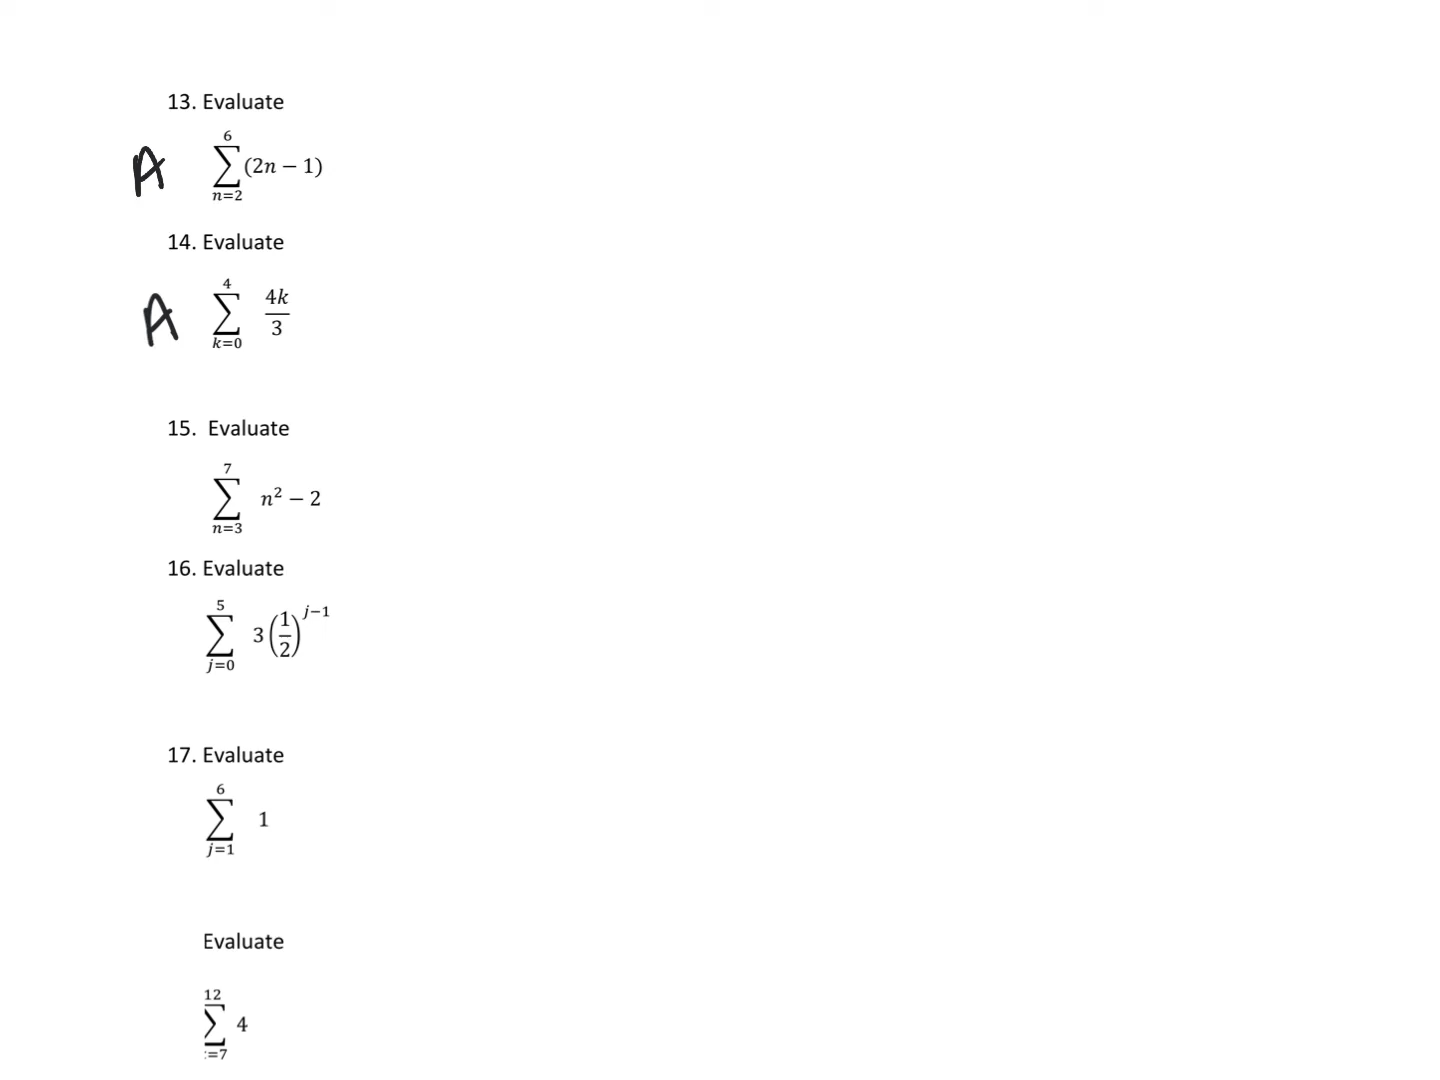 13. Evaluate
A ∑_{n=2}^{6} (2n − 1)
14. Evaluate
A ∑_{k=0}^{4} 4k/3
15. Evaluate
∑_{n=3}^{7} n² − 2
16. Evaluate
∑_{j=0}^{5} 3(1/2)^{j−1}
17. Evaluate
∑_{j=1}^{6} 1
Evaluate
∑_{=7}^{12} 4